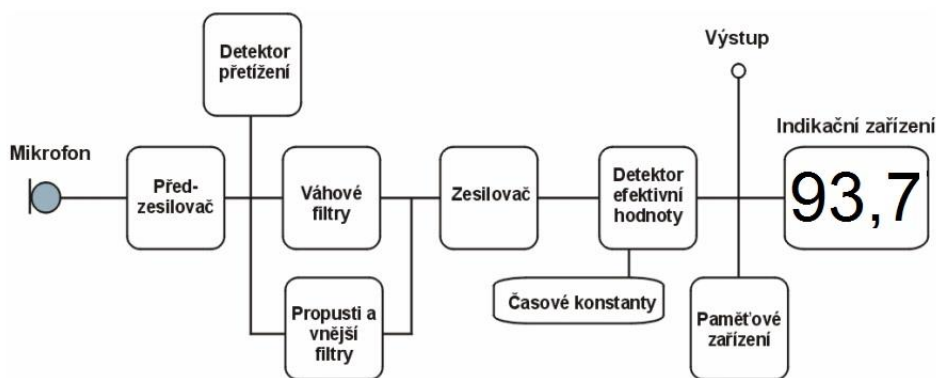 Detektor
přetížení
Výstup
Indikační zařízení
Mikrofon
Před-
zesilovač
Váhové
filtry
Zesilovač
Detektor
efektivní
hodnoty
93,7
Propusti a
vnější
filtry
Časové konstanty
Paměťové
zařízení